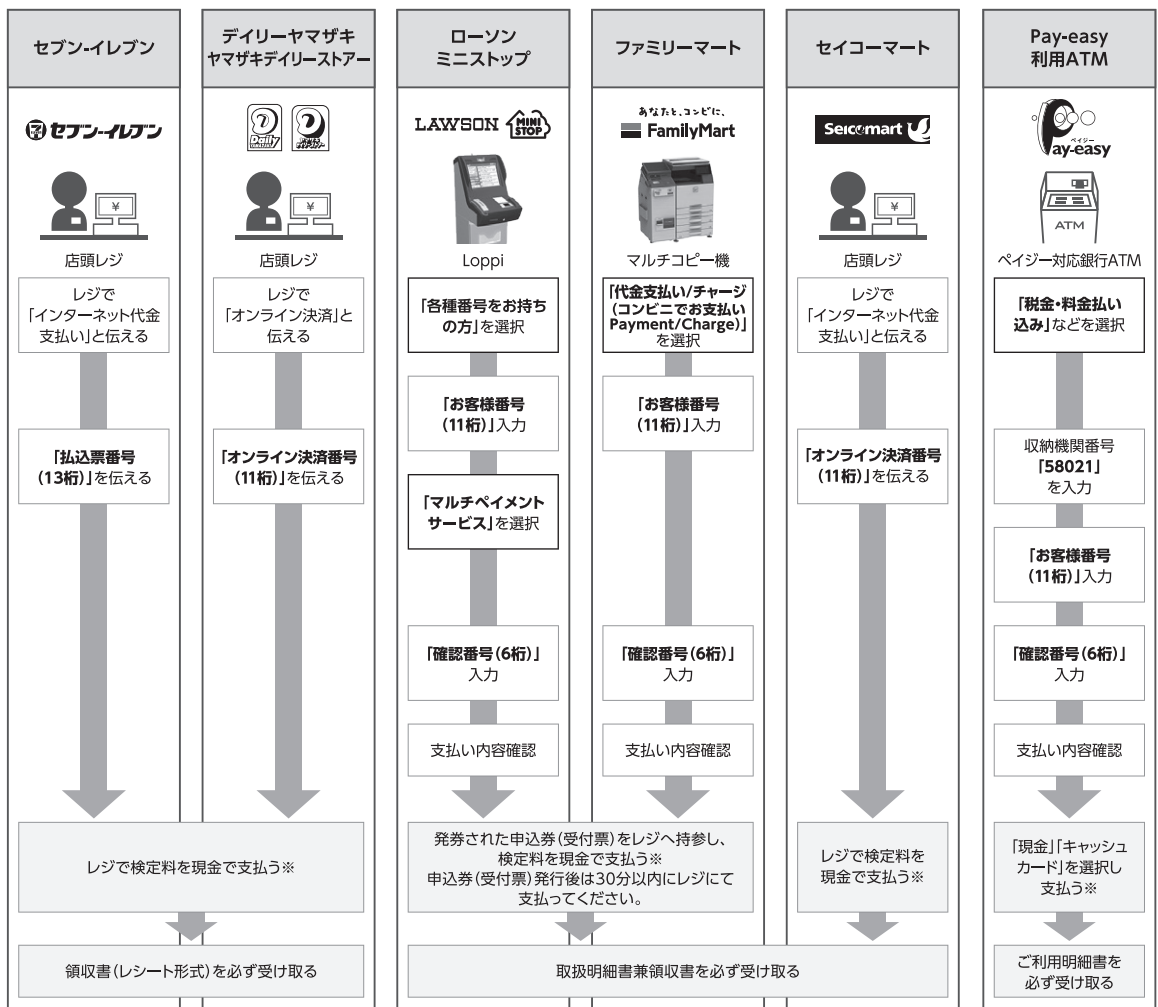 セブン-イレブン
デイリーヤマザキ
ヤマザキデイリーストアー
ローソン
ミニストップ
ファミリーマート
セイコーマート
Pay-easy
利用ATM
セブン-イレブン
Daily
LAWSON
MINI
STOP
あなたと、コンビに、
FamilyMart
Seicomart
ペイジー
Pay-easy
¥
¥
¥
ATM
店頭レジ
店頭レジ
Loppi
マルチコピー機
店頭レジ
ペイジー対応銀行ATM
レジで
「インターネット代金
支払い」と伝える
レジで
「オンライン決済」と
伝える
「各種番号をお持ち
の方」を選択
「代金支払い/チャージ
(コンビニでお支払い
Payment/Charge)」
を選択
レジで
「インターネット代金
支払い」と伝える
「税金・料金払い
込み」などを選択
「お客様番号
(11桁)」入力
「お客様番号
(11桁)」入力
「払込票番号
(13桁)」を伝える
「オンライン決済番号
(11桁)」を伝える
「オンライン決済番号
(11桁)」を伝える
収納機関番号
「58021」
を入力
「マルチペイメント
サービス」を選択
「お客様番号
(11桁)」入力
「確認番号(6桁)」
入力
「確認番号(6桁)」
入力
「確認番号(6桁)」
入力
支払い内容確認
支払い内容確認
支払い内容確認
レジで検定料を現金で支払う※
発券された申込券(受付票)をレジへ持参し、
検定料を現金で支払う※
申込券(受付票)発行後は30分以内にレジにて
支払ってください。
レジで検定料を
現金で支払う※
「現金」「キャッシュ
カード」を選択し
支払う※
領収書(レシート形式)を必ず受け取る
取扱明細書兼領収書を必ず受け取る
ご利用明細書を
必ず受け取る